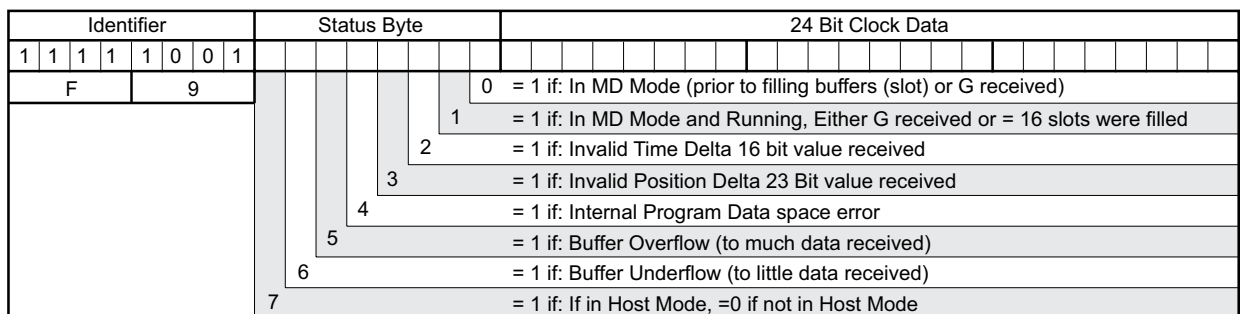 Identifier Status Byte 24 Bit Clock Data
1 1 1 1 1 0 0 1
F 9 0 = 1 if: In MD Mode (prior to filling buffers (slot) or G received)
1 = 1 if: In MD Mode and Running, Either G received or = 16 slots were filled
2 = 1 if: Invalid Time Delta 16 bit value received
3 = 1 if: Invalid Position Delta 23 Bit value received
4 = 1 if: Internal Program Data space error
5 = 1 if: Buffer Overflow (to much data received)
6 = 1 if: Buffer Underflow (to little data received)
7 = 1 if: If in Host Mode, =0 if not in Host Mode